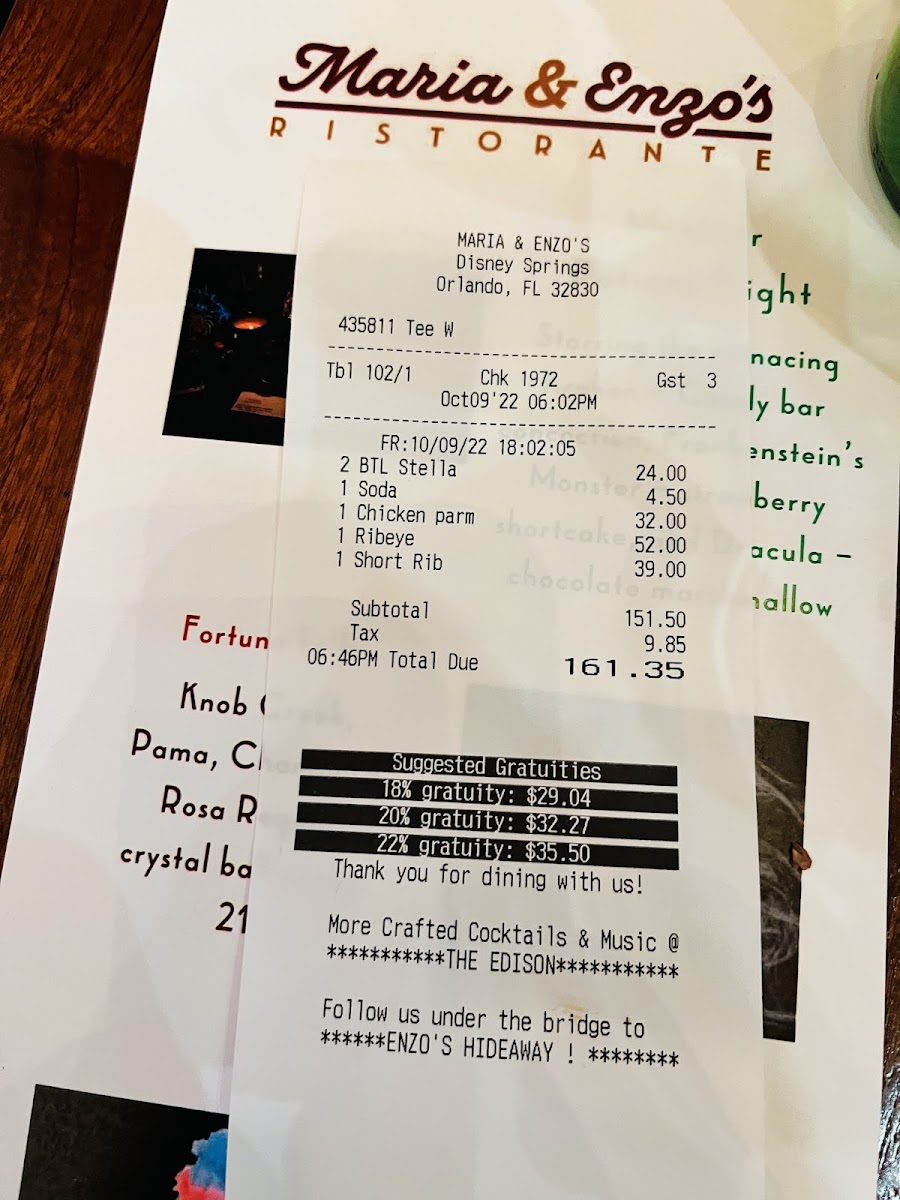 Maria & Enzo's
RISTORANTE
MARIA & ENZO'S
Disney Springs
Orlando, FL 32830
435811 Tee W
----------------------------------------
Tbl 102/1 Chk 1972 Gst 3
Oct09'22 06:02PM
----------------------------------------
FR:10/09/22 18:02:05
2 BTL Stella 24.00
1 Soda 4.50
1 Chicken parm 32.00
1 Ribeye 52.00
1 Short Rib 39.00
Subtotal 151.50
Tax 9.85
06:46PM Total Due 161.35
Suggested Gratuities
18% gratuity: $29.04
20% gratuity: $32.27
22% gratuity: $35.50
Thank you for dining with us!
More Crafted Cocktails & Music @
***********THE EDISON***********
Follow us under the bridge to
******ENZO'S HIDEAWAY ! ********
r
ight
nacing
ly bar
enstein's
berry
acula –
hallow
Fortun
Knob
Pama, C
Rosa R
crystal ba
21